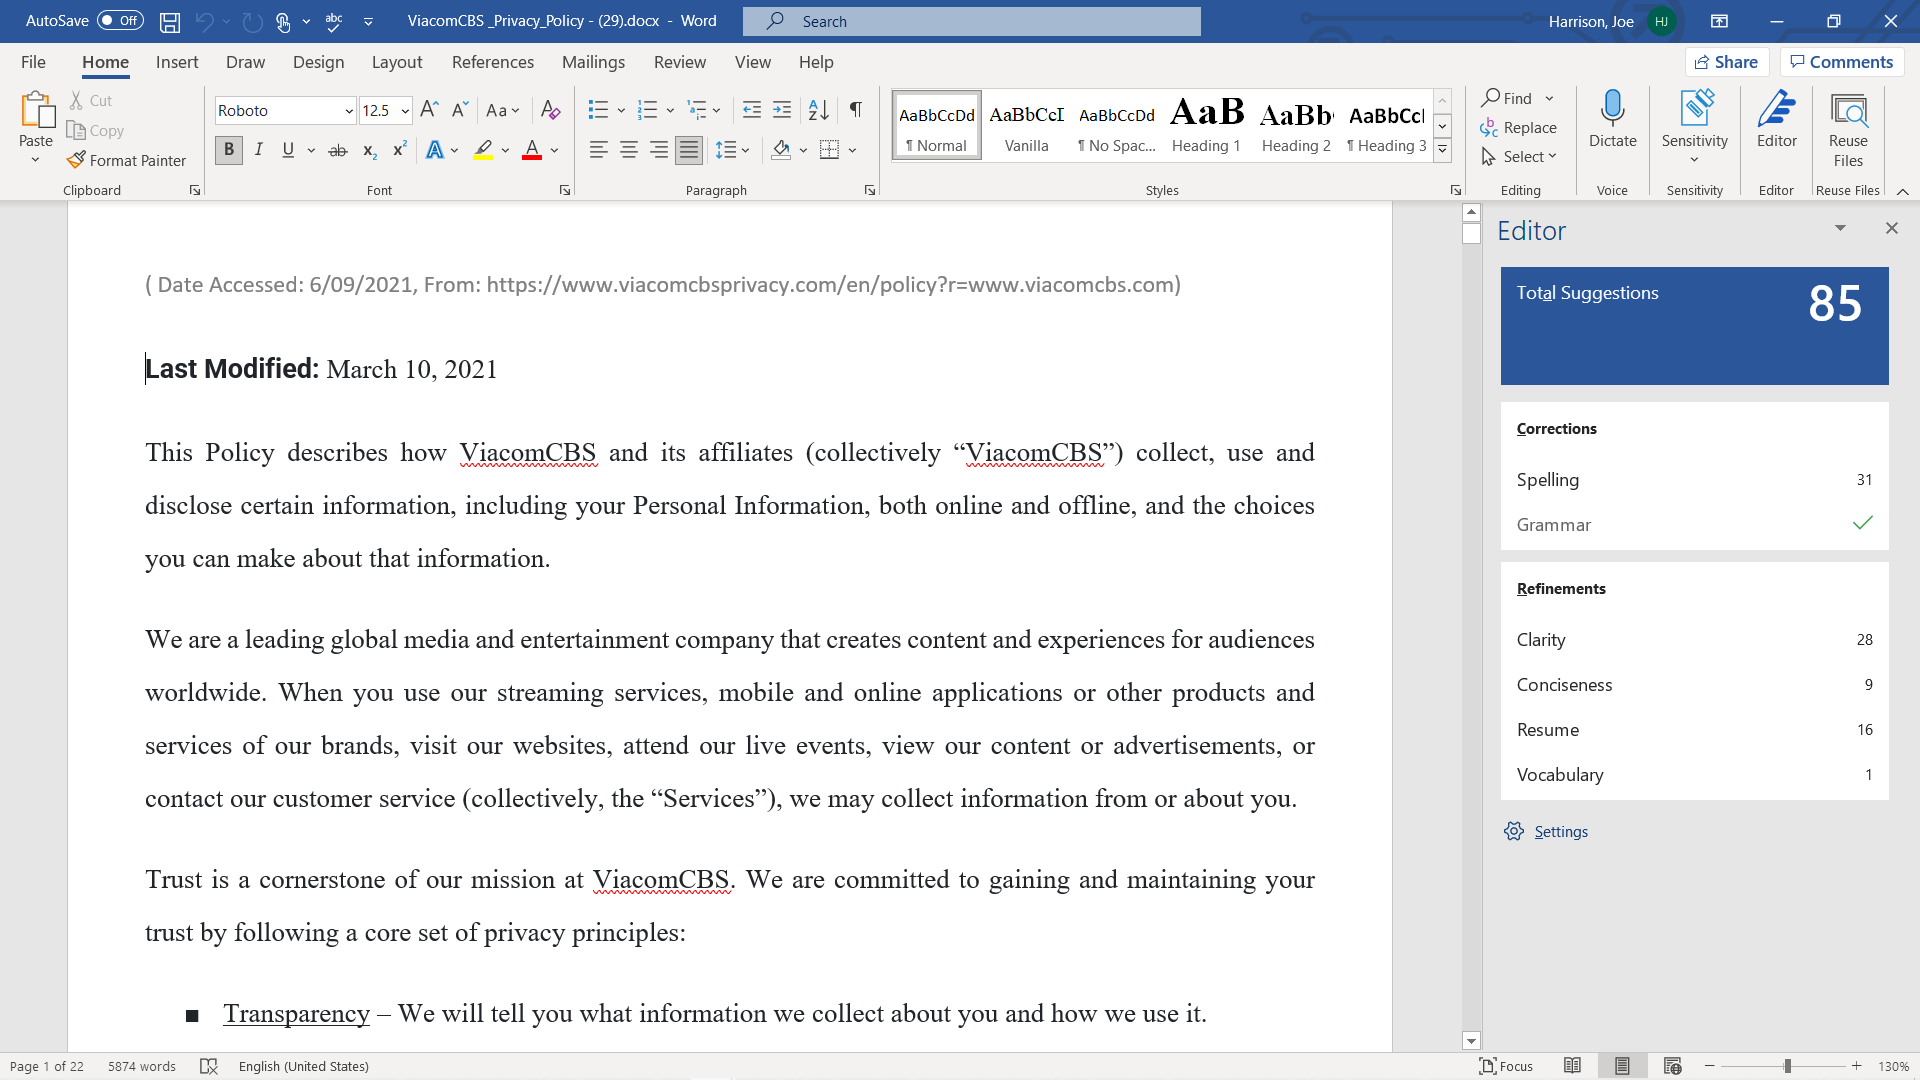 AutoSave Off ViacomCBS _Privacy_Policy - (29).docx - Word Search Harrison, Joe HJ
File Home Insert Draw Design Layout References Mailings Review View Help Share Comments
Paste Cut Copy Format Painter Clipboard
Roboto 12.5 Font
Paragraph
AaBbCcDd ¶ Normal
AaBbCcI Vanilla
AaBbCcDd ¶ No Spac...
AaB Heading 1
AaBb Heading 2
AaBbCc ¶ Heading 3
Styles
Find Replace Select Editing
Dictate Voice
Sensitivity Sensitivity
Editor Editor
Reuse Files Reuse Files
( Date Accessed: 6/09/2021, From: https://www.viacomcbsprivacy.com/en/policy?r=www.viacomcbs.com)
Last Modified: March 10, 2021
This Policy describes how ViacomCBS and its affiliates (collectively “ViacomCBS”) collect, use and
disclose certain information, including your Personal Information, both online and offline, and the choices
you can make about that information.
We are a leading global media and entertainment company that creates content and experiences for audiences
worldwide. When you use our streaming services, mobile and online applications or other products and
services of our brands, visit our websites, attend our live events, view our content or advertisements, or
contact our customer service (collectively, the “Services”), we may collect information from or about you.
Trust is a cornerstone of our mission at ViacomCBS. We are committed to gaining and maintaining your
trust by following a core set of privacy principles:
■ Transparency – We will tell you what information we collect about you and how we use it.
Editor
Total Suggestions 85
Corrections
Spelling 31
Grammar
Refinements
Clarity 28
Conciseness 9
Resume 16
Vocabulary 1
Settings
Page 1 of 22 5874 words English (United States) Focus 130%